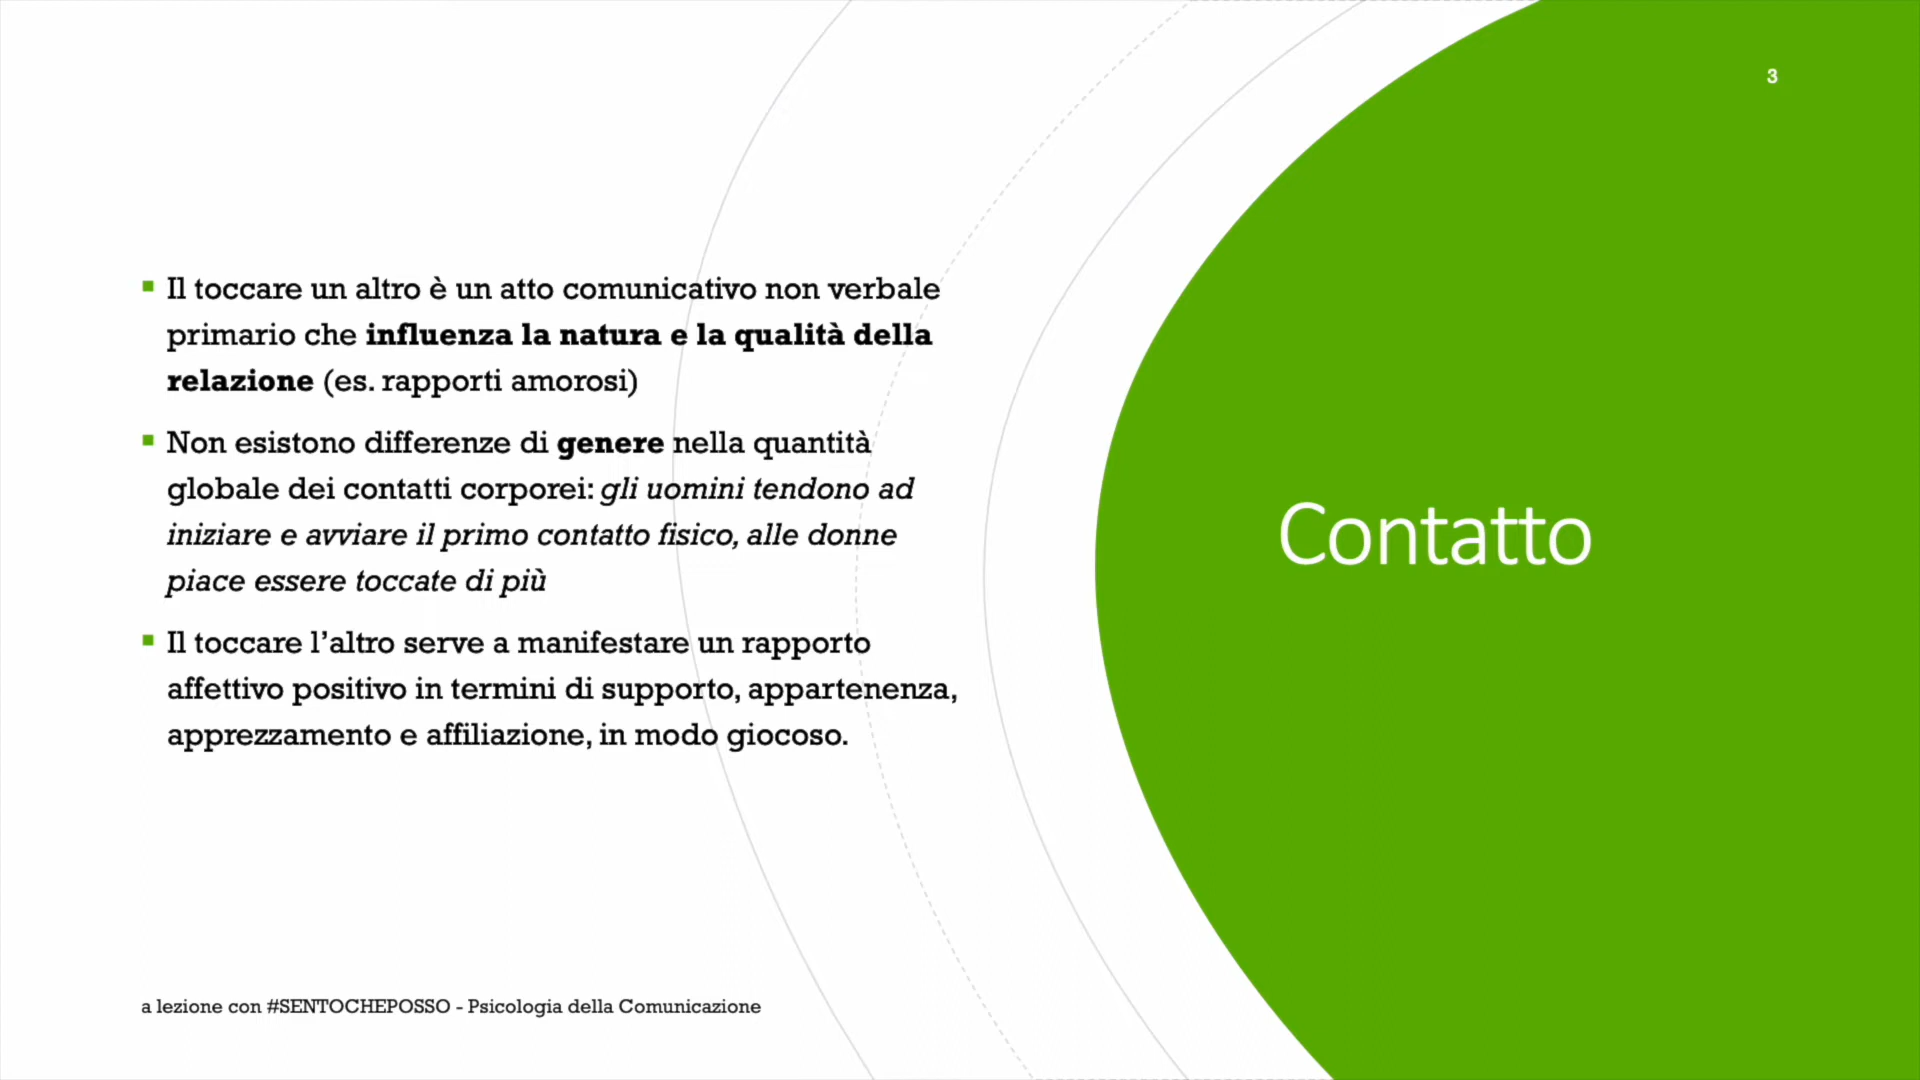 3
Il toccare un altro è un atto comunicativo non verbale
primario che influenza la natura e la qualità della
relazione (es. rapporti amorosi)
Non esistono differenze di genere nella quantità
globale dei contatti corporei: gli uomini tendono ad
iniziare e avviare il primo contatto fisico, alle donne
piace essere toccate di più
Il toccare l’altro serve a manifestare un rapporto
affettivo positivo in termini di supporto, appartenenza,
apprezzamento e affiliazione, in modo giocoso.
Contatto
a lezione con #SENTOCHEPOSSO - Psicologia della Comunicazione